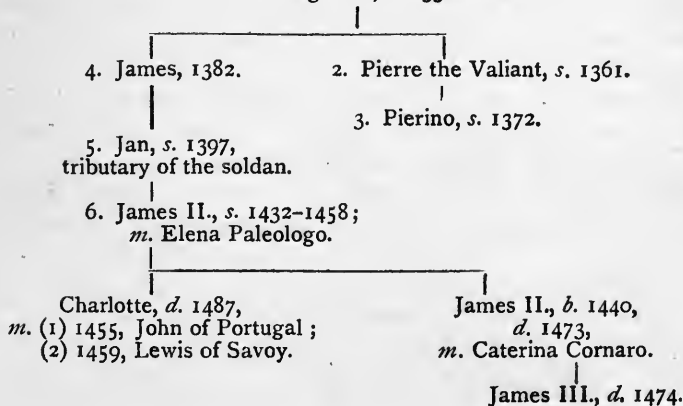 4. James, 1382.
2. Pierre the Valiant, s. 1361.
3. Pierino, s. 1372.
5. Jan, s. 1397,
tributary of the soldan.
6. James II., s. 1432–1458;
m. Elena Paleologo.
Charlotte, d. 1487,
m. (1) 1455, John of Portugal;
(2) 1459, Lewis of Savoy.
James II., b. 1440,
d. 1473,
m. Caterina Cornaro.
James III., d. 1474.